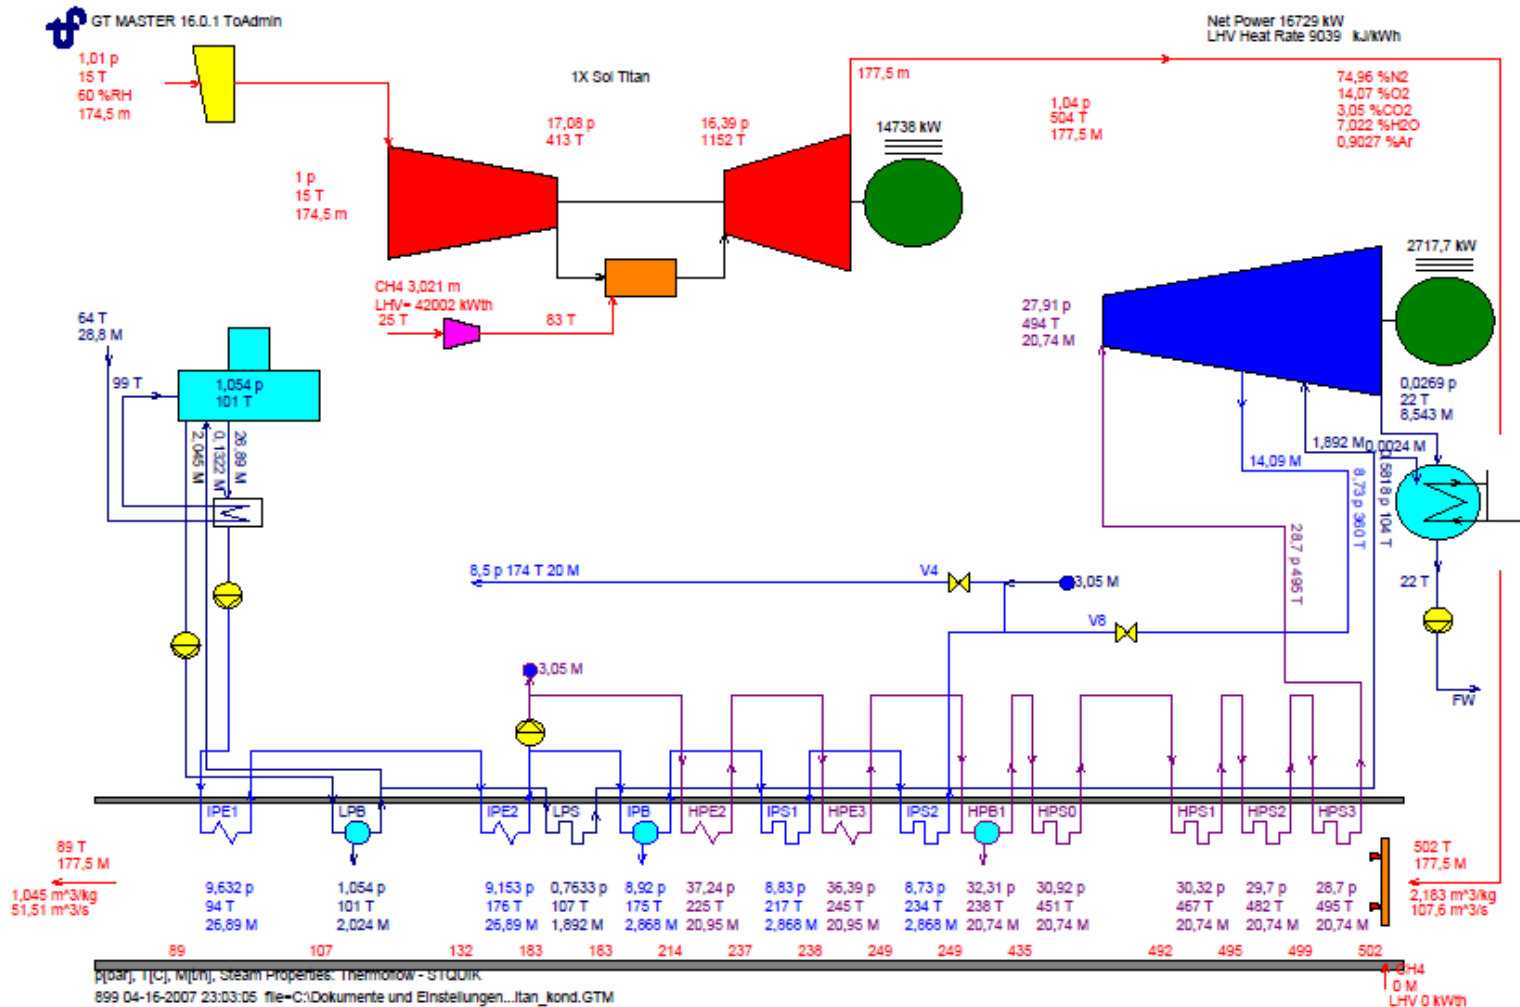 GT MASTER 16.0.1 ToAdmin
Net Power 16729 kW
LHV Heat Rate 9039 kJ/kWh
1,01 p
15 T
60 %RH
174,5 m
1X Sol Titan
177,5 m
74,96 %N2
14,07 %O2
3,05 %CO2
7,022 %H2O
0,9027 %Ar
1,04 p
504 T
177,5 M
17,08 p
413 T
16,39 p
1152 T
14738 kW
1 p
15 T
174,5 m
2717,7 kW
CH4 3,021 m
LHV= 42002 kWth
25 T
83 T
27,91 p
494 T
20,74 M
64 T
28,8 M
99 T
1,054 p
101 T
0,0269 p
22 T
8,543 M
2,045 M
0,1322 M
26,89 M
1,892 M
0,0024 M
14,09 M
8,73 p 360 T
0,5818 p 104 T
28,7 p 495 T
8,5 p 174 T 20 M
V4
3,05 M
22 T
V8
3,05 M
FW
IPE1
LPB
IPE2
LPS
IPB
HPE2
IPS1
HPE3
IPS2
HPB1
HPS0
HPS1
HPS2
HPS3
89 T
177,5 M
1,045 m^3/kg
51,51 m^3/s
502 T
177,5 M
2,183 m^3/kg
107,6 m^3/s
9,632 p
94 T
26,89 M
1,054 p
101 T
2,024 M
9,153 p
176 T
26,89 M
0,7633 p
107 T
1,892 M
8,92 p
175 T
2,868 M
37,24 p
225 T
20,95 M
8,83 p
217 T
2,868 M
36,39 p
245 T
20,95 M
8,73 p
234 T
2,868 M
32,31 p
238 T
20,74 M
30,92 p
451 T
20,74 M
30,32 p
467 T
20,74 M
29,7 p
482 T
20,74 M
28,7 p
495 T
20,74 M
89 107 132 183 183 214 237 238 249 249 435 492 495 499 502
p[bar], T[C], M[t/h], Steam Properties: Thermoflow - STQUIK
CH4
0 M
LHV 0 kWth
899 04-16-2007 23:03:05 file=C:\Dokumente und Einstellungen...itan_kond.GTM